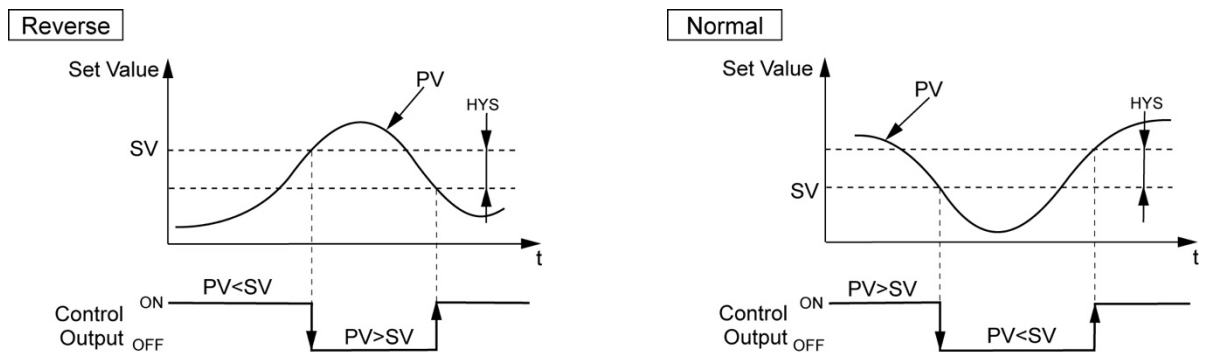 Reverse
Set Value
PV
HYS
SV
t
PV<SV
ON
Control
Output
PV>SV
OFF
Normal
Set Value
PV
HYS
SV
t
PV>SV
ON
Control
Output
PV<SV
OFF